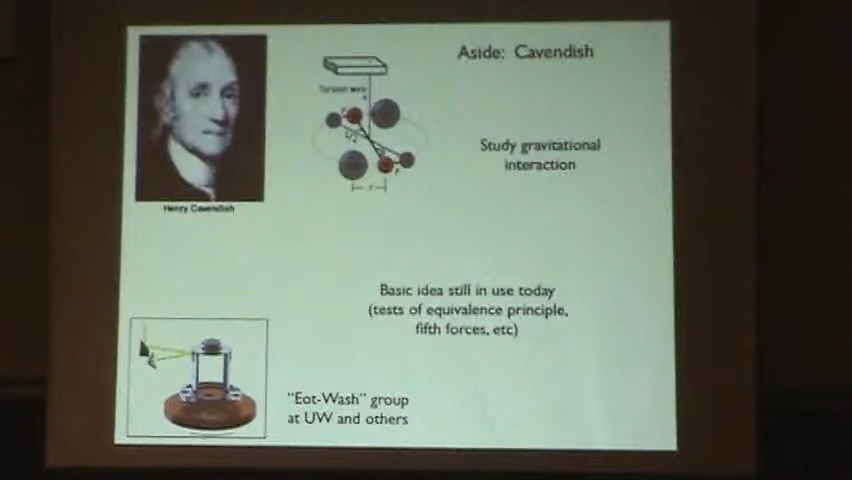 Aside: Cavendish
Torsion wire
Henry Cavendish
Study gravitational
interaction
Basic idea still in use today
(tests of equivalence principle,
fifth forces, etc)
"Eot-Wash" group
at UW and others